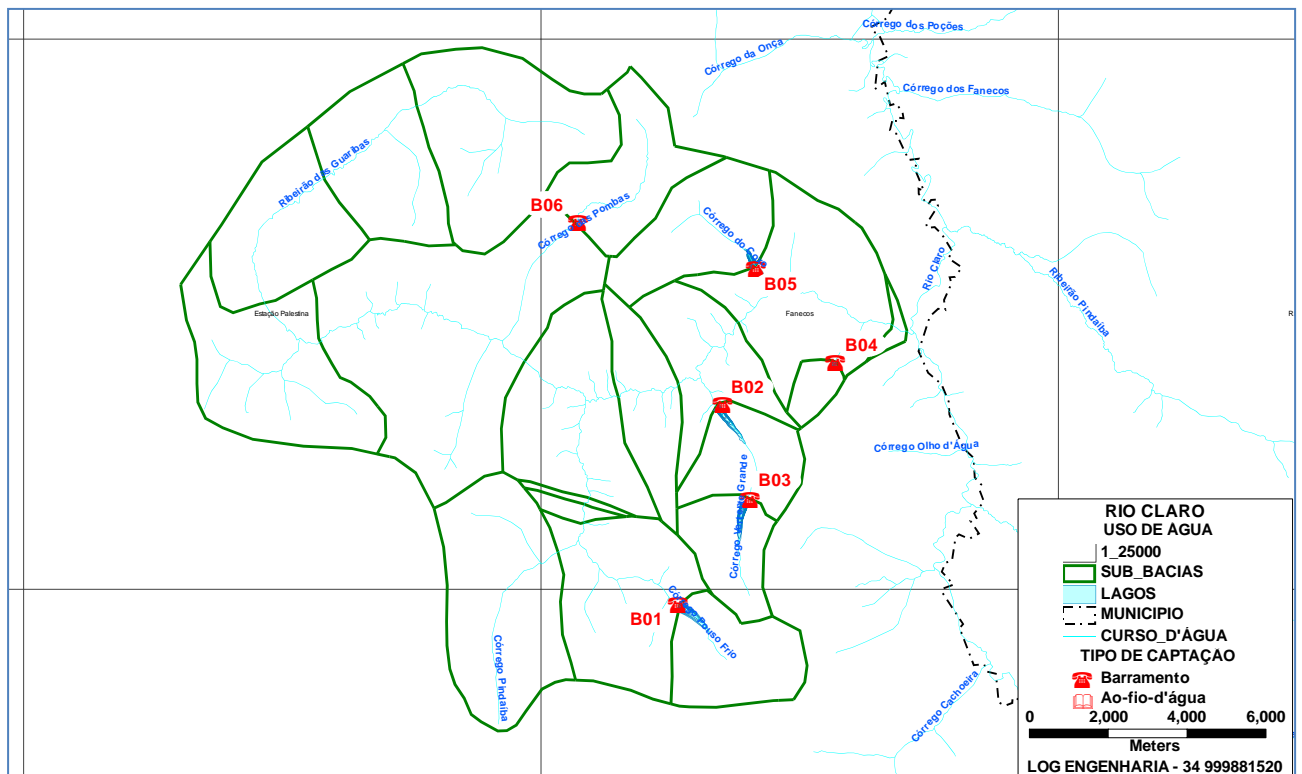 Córrego dos Poções
Córrego da Onça
Córrego dos Fanecos
Ribeirão das Guaribas
B06
Córrego das Pombas
Córrego do
B05
Rio Claro
Ribeirão Pindaíba
Estação Palestina
Fanecos
R
B04
B02
Córrego Olho d'Água
Grande
B03
Córrego
B01
Córrego Pouso Frio
Córrego Pindaíba
Córrego Cachoeira
RIO CLARO
USO DE ÁGUA
1_25000
SUB_BACIAS
LAGOS
MUNICIPIO
CURSO_D'ÁGUA
TIPO DE CAPTAÇÃO
Barramento
Ao-fio-d'água
0 2,000 4,000 6,000
Meters
LOG ENGENHARIA - 34 999881520